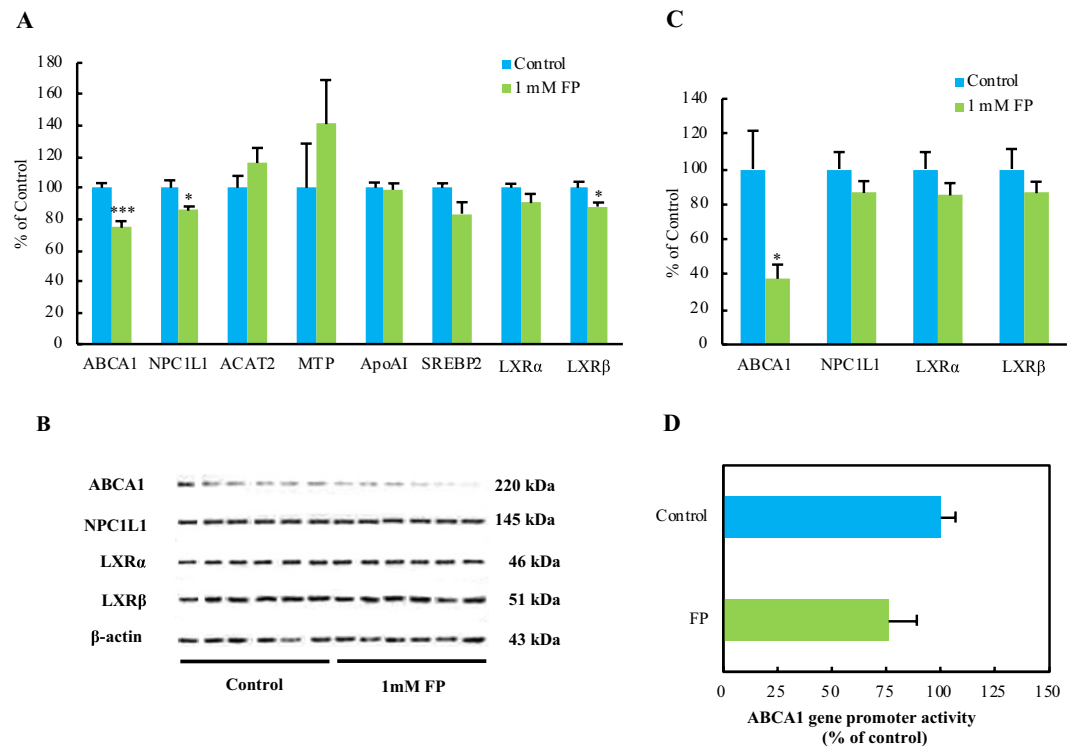 A
180
160
140
120
100
80
60
40
20
0
% of Control
Control
1 mM FP
***
*
*
ABCA1 NPC1L1 ACAT2 MTP ApoAI SREBP2 LXRα LXRβ
C
140
120
100
80
60
40
20
0
% of Control
Control
1 mM FP
*
ABCA1 NPC1L1 LXRα LXRβ
B
ABCA1 220 kDa
NPC1L1 145 kDa
LXRα 46 kDa
LXRβ 51 kDa
β-actin 43 kDa
Control 1mM FP
D
Control
FP
0 25 50 75 100 125 150
ABCA1 gene promoter activity
(% of control)